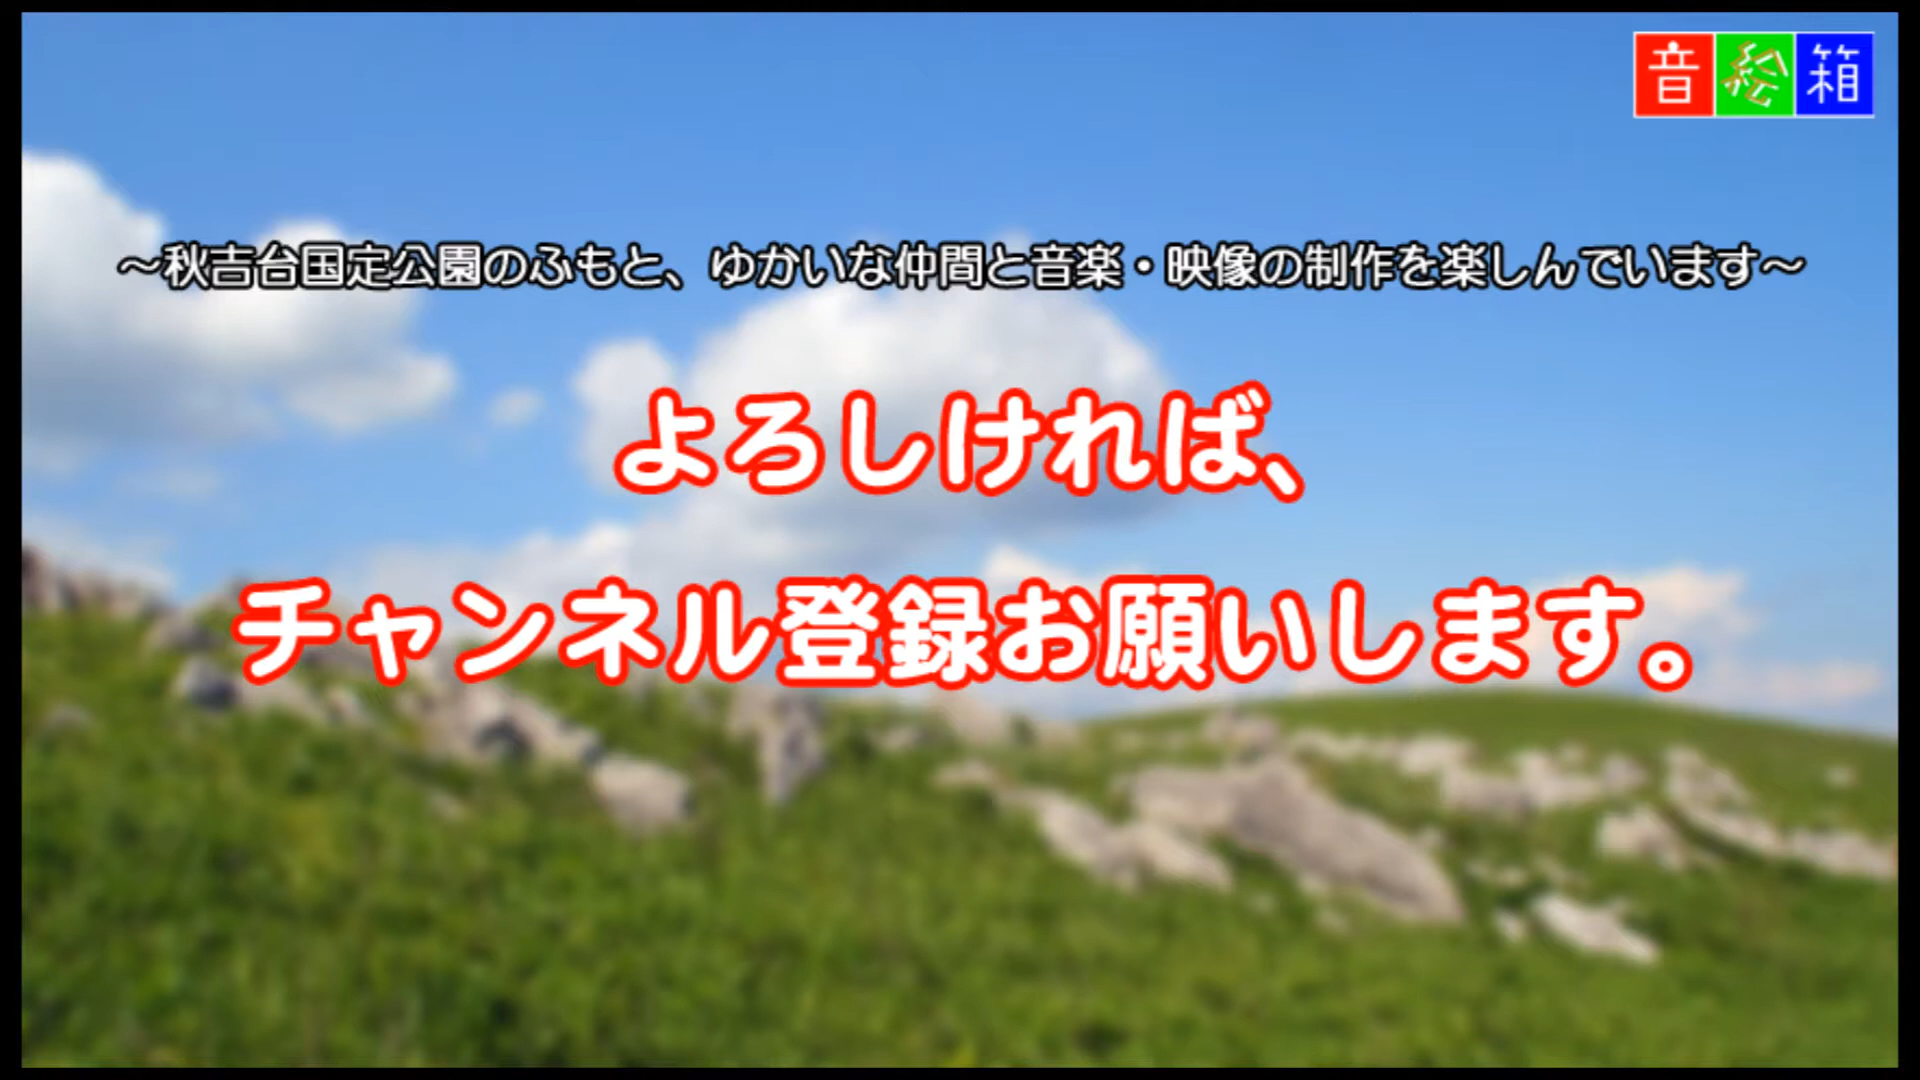 音絵箱
～秋吉台国定公園のふもと、ゆかいな仲間と音楽・映像の制作を楽しんでいます～
よろしければ、
チャンネル登録お願いします。